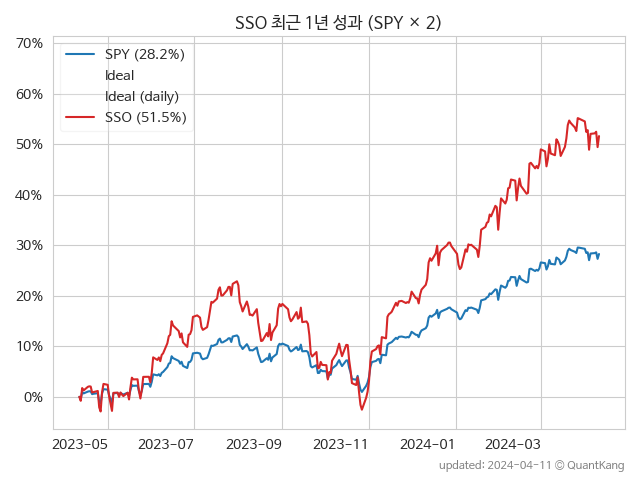 SSO 최근 1년 성과 (SPY × 2)
70%
60%
50%
40%
30%
20%
10%
0%
SPY (28.2%)
Ideal
Ideal (daily)
SSO (51.5%)
2023-05
2023-07
2023-09
2023-11
2024-01
2024-03
updated: 2024-04-11 © QuantKang